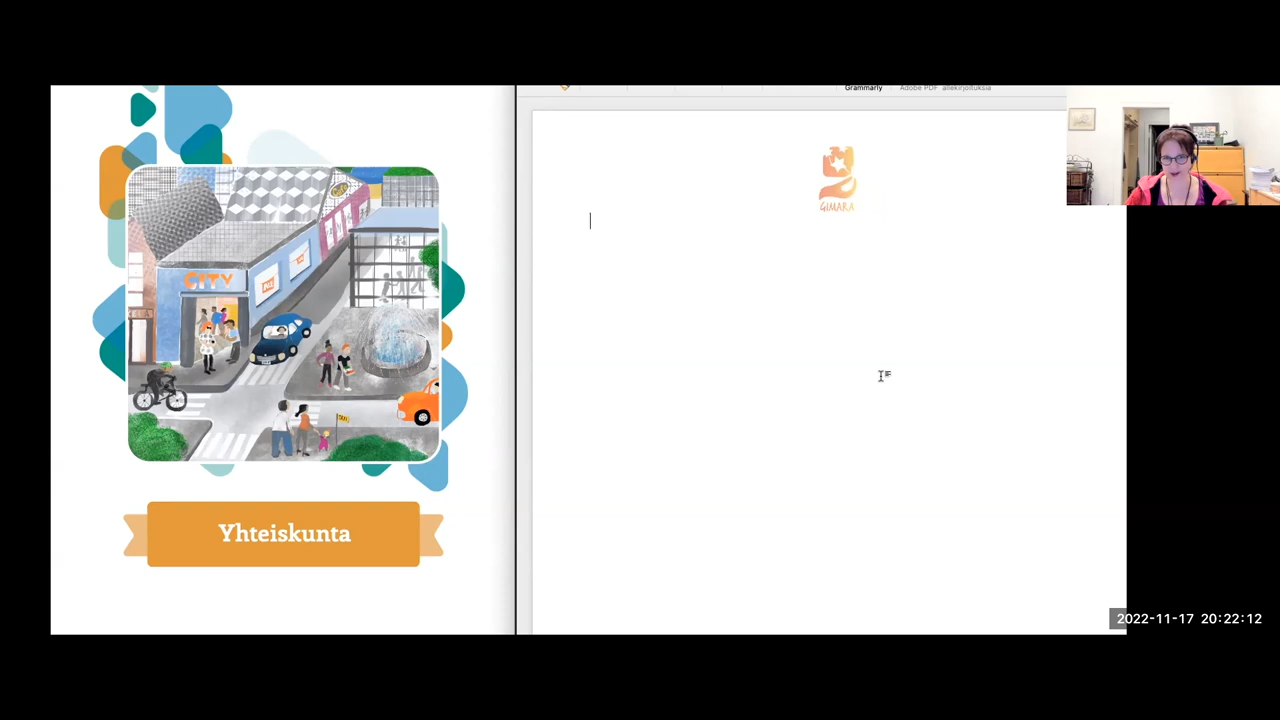 CITY
Yhteiskunta
Grammarly
Adobe PDF allekirjoituksia
GIMARA
2022-11-17 20:22:12